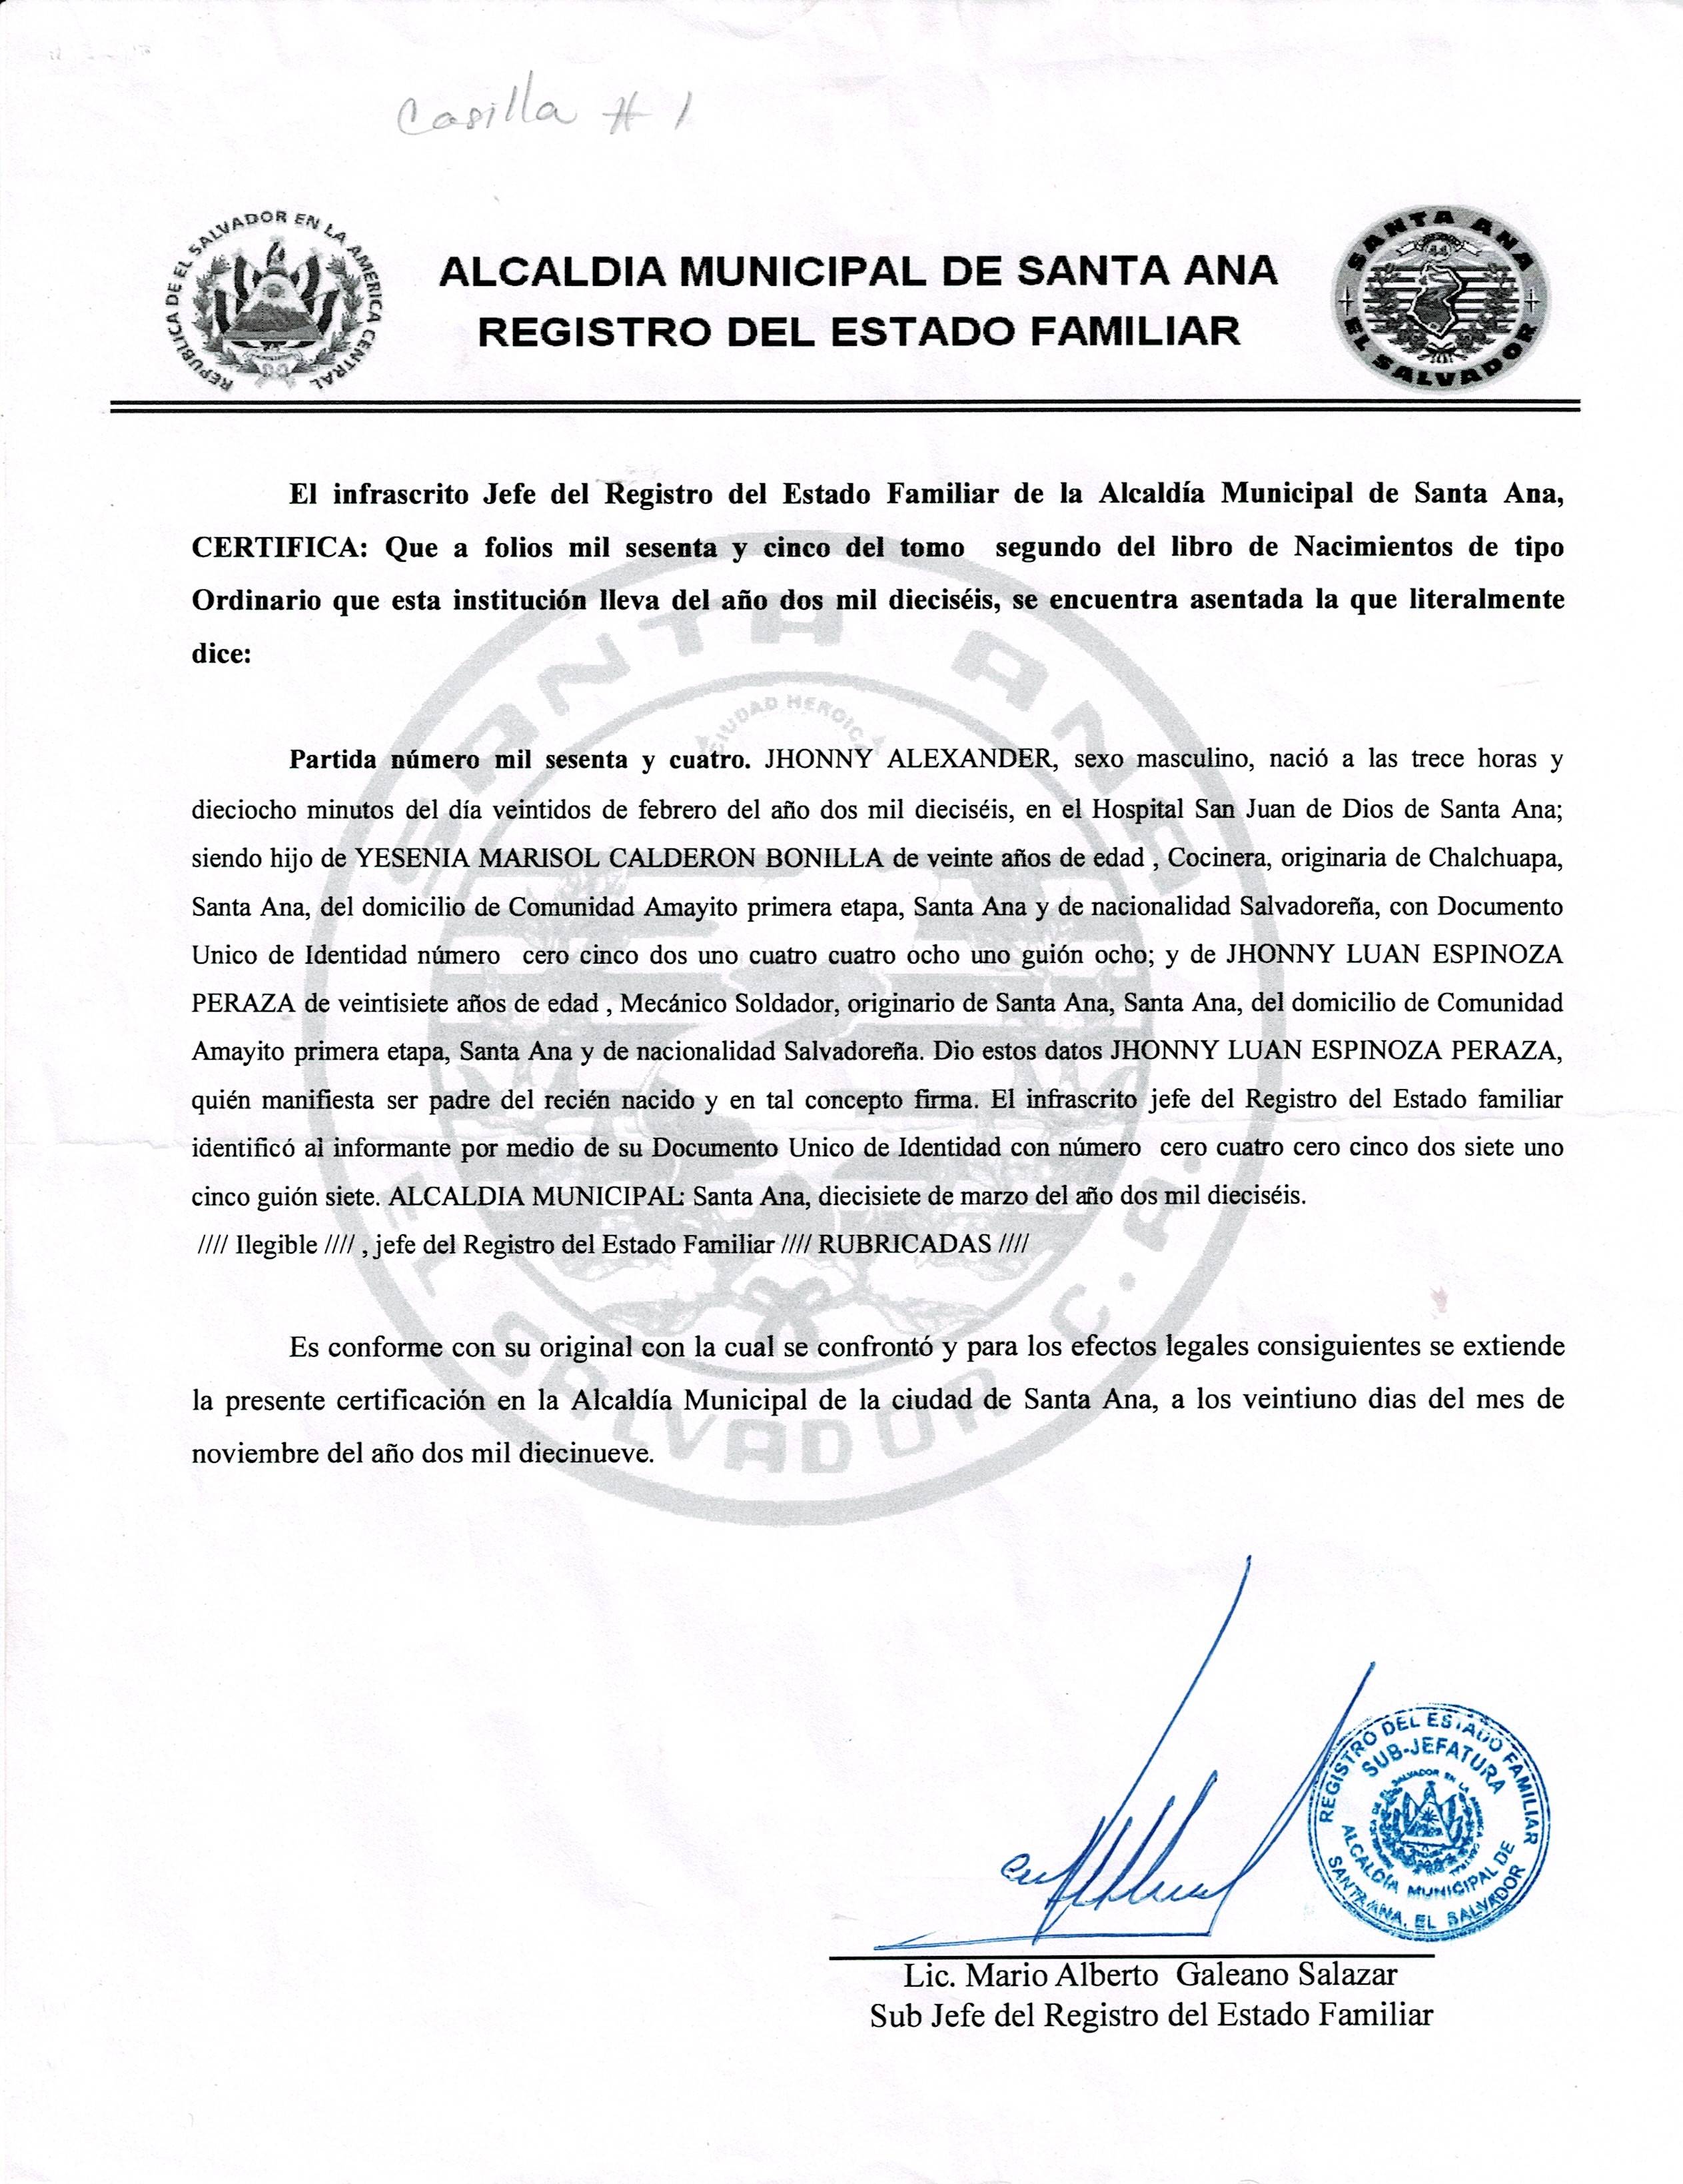 Casilla # 1
REPUBLICA DE EL SALVADOR EN LA AMERICA CENTRAL
SANTA ANA
EL SALVADOR
ALCALDIA MUNICIPAL DE SANTA ANA
REGISTRO DEL ESTADO FAMILIAR
El infrascrito Jefe del Registro del Estado Familiar de la Alcaldía Municipal de Santa Ana,
CERTIFICA: Que a folios mil sesenta y cinco del tomo segundo del libro de Nacimientos de tipo
Ordinario que esta institución lleva del año dos mil dieciséis, se encuentra asentada la que literalmente
dice:
SANTA ANA
CIUDAD HEROICA
EL SALVADOR C.A.
Partida número mil sesenta y cuatro. JHONNY ALEXANDER, sexo masculino, nació a las trece horas y
dieciocho minutos del día veintidos de febrero del año dos mil dieciséis, en el Hospital San Juan de Dios de Santa Ana;
siendo hijo de YESENIA MARISOL CALDERON BONILLA de veinte años de edad , Cocinera, originaria de Chalchuapa,
Santa Ana, del domicilio de Comunidad Amayito primera etapa, Santa Ana y de nacionalidad Salvadoreña, con Documento
Unico de Identidad número cero cinco dos uno cuatro cuatro ocho uno guión ocho; y de JHONNY LUAN ESPINOZA
PERAZA de veintisiete años de edad , Mecánico Soldador, originario de Santa Ana, Santa Ana, del domicilio de Comunidad
Amayito primera etapa, Santa Ana y de nacionalidad Salvadoreña. Dio estos datos JHONNY LUAN ESPINOZA PERAZA,
quién manifiesta ser padre del recién nacido y en tal concepto firma. El infrascrito jefe del Registro del Estado familiar
identificó al informante por medio de su Documento Unico de Identidad con número cero cuatro cero cinco dos siete uno
cinco guión siete. ALCALDIA MUNICIPAL: Santa Ana, diecisiete de marzo del año dos mil dieciséis.
//// Ilegible //// , jefe del Registro del Estado Familiar //// RUBRICADAS ////
Es conforme con su original con la cual se confrontó y para los efectos legales consiguientes se extiende
la presente certificación en la Alcaldía Municipal de la ciudad de Santa Ana, a los veintiuno dias del mes de
noviembre del año dos mil diecinueve.
REGISTRO DEL ESTADO FAMILIAR
SUB-JEFATURA
ALCALDÍA MUNICIPAL DE
SANTA ANA, EL SALVADOR
Lic. Mario Alberto Galeano Salazar
Sub Jefe del Registro del Estado Familiar